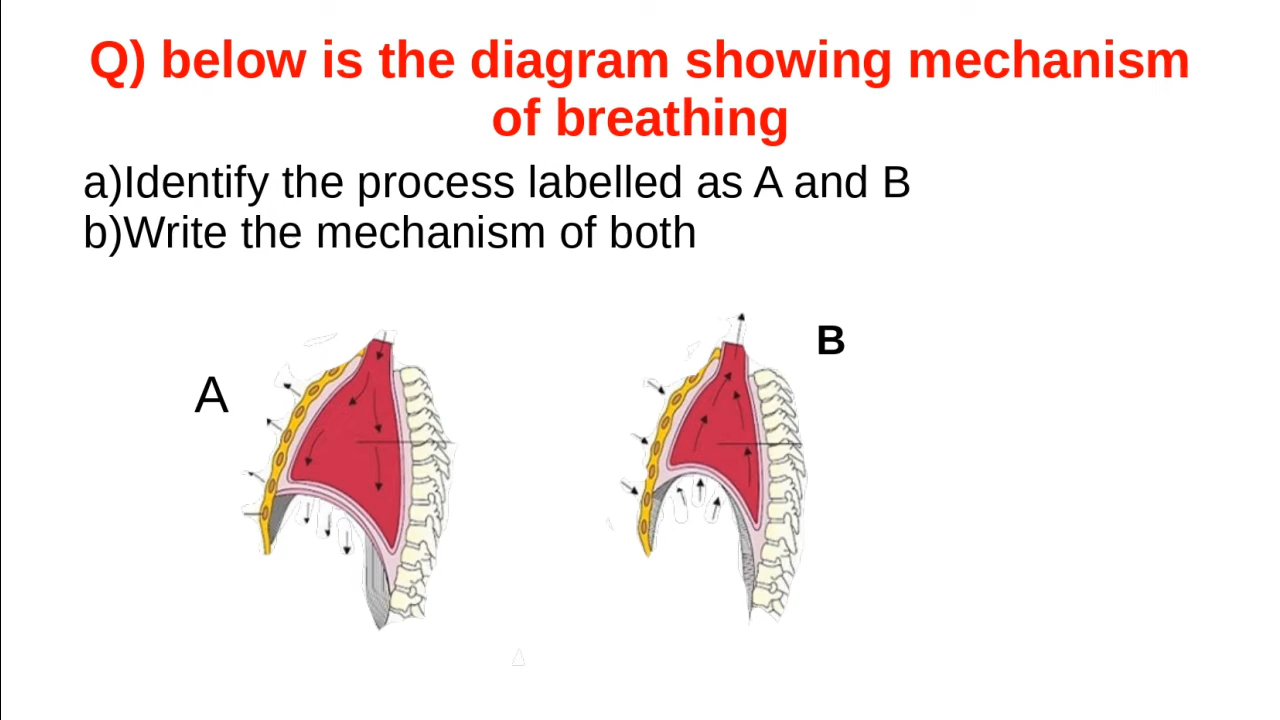 Q) below is the diagram showing mechanism
of breathing
a)Identify the process labelled as A and B
b)Write the mechanism of both
A
B